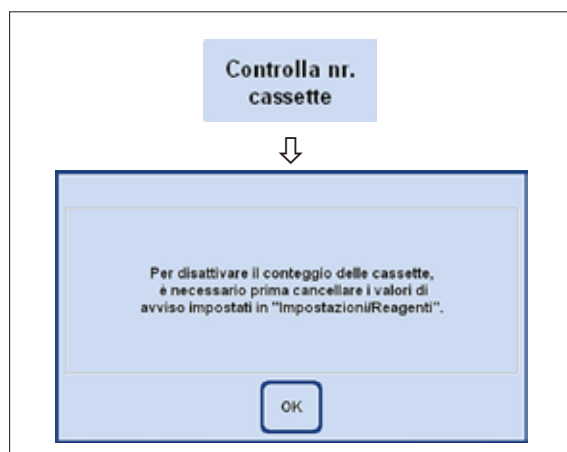 Controlla nr.
cassette
Per disattivare il conteggio delle cassette,
è necessario prima cancellare i valori di
avviso impostati in "Impostazioni/Reagenti".
OK